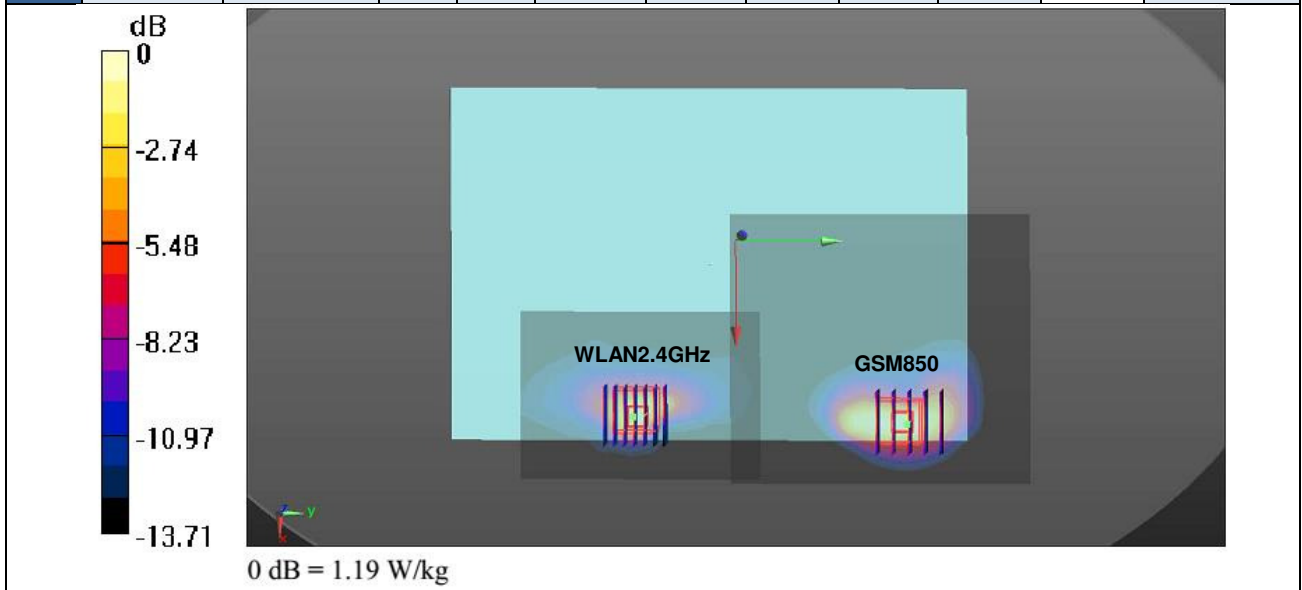 dB
0
-2.74
-5.48
-8.23
-10.97
-13.71
WLAN2.4GHz
GSM850
z
y
x
0 dB = 1.19 W/kg